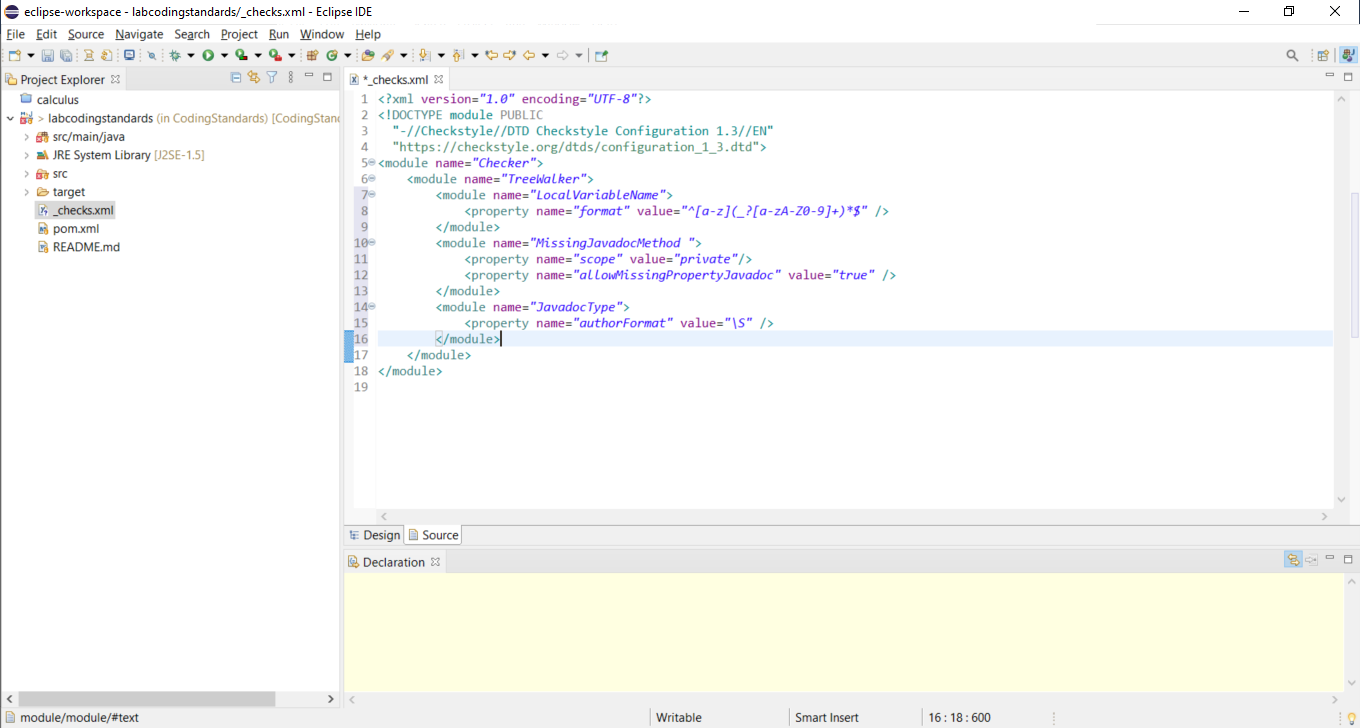 eclipse-workspace - labcodingstandards/_checks.xml - Eclipse IDE
File Edit Source Navigate Search Project Run Window Help
Project Explorer
calculus
> labcodingstandards (in CodingStandards) [CodingStan
src/main/java
JRE System Library [J2SE-1.5]
src
target
_checks.xml
pom.xml
README.md
*_checks.xml
1 <?xml version="1.0" encoding="UTF-8"?>
2 <!DOCTYPE module PUBLIC
3 "-//Checkstyle//DTD Checkstyle Configuration 1.3//EN"
4 "https://checkstyle.org/dtds/configuration_1_3.dtd">
5 <module name="Checker">
6 <module name="TreeWalker">
7 <module name="LocalVariableName">
8 <property name="format" value="^[a-z](_?[a-zA-Z0-9]+)*$" />
9 </module>
10 <module name="MissingJavadocMethod ">
11 <property name="scope" value="private"/>
12 <property name="allowMissingPropertyJavadoc" value="true" />
13 </module>
14 <module name="JavadocType">
15 <property name="authorFormat" value="\S" />
16 </module>
17 </module>
18 </module>
19
Design Source
Declaration
module/module/#text Writable Smart Insert 16 : 18 : 600